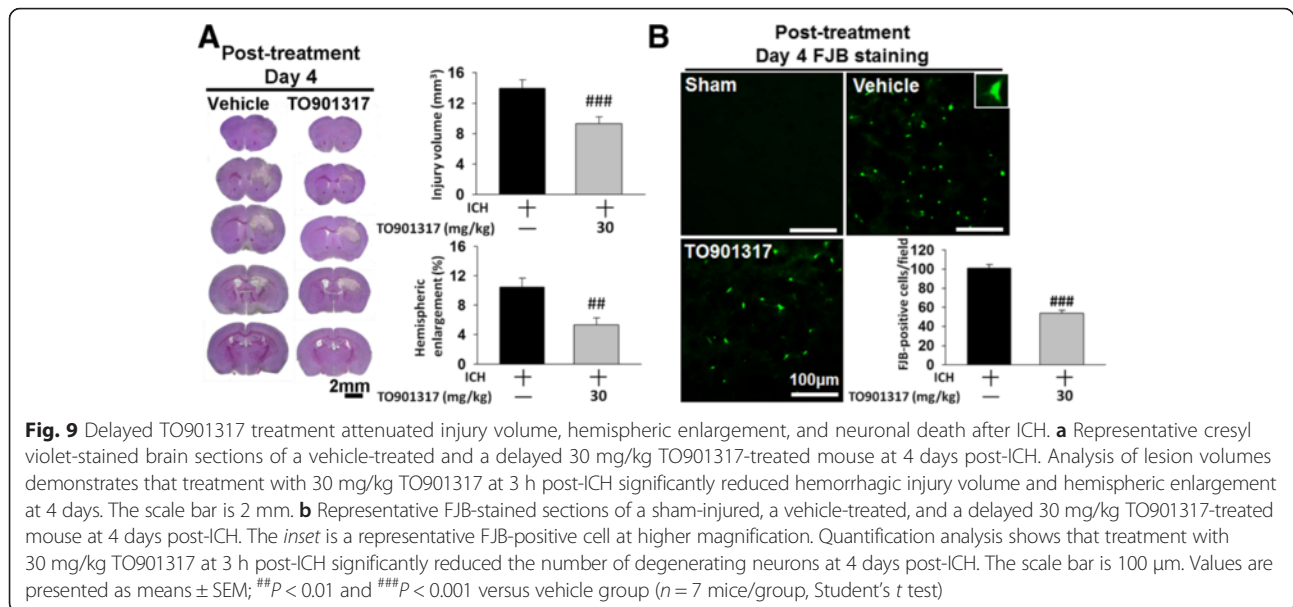 A
Post-treatment
Day 4
Vehicle TO901317
2mm
16
12
8
4
0
Injury volume (mm³)
###
ICH + +
TO901317 (mg/kg) — 30
16
12
8
4
0
Hemispheric
enlargement (%)
##
ICH + +
TO901317 (mg/kg) — 30
B
Post-treatment
Day 4 FJB staining
Sham
Vehicle
TO901317
100µm
120
100
80
60
40
20
0
FJB-positive cells/field
###
ICH + +
TO901317 (mg/kg) — 30
Fig. 9 Delayed TO901317 treatment attenuated injury volume, hemispheric enlargement, and neuronal death after ICH. a Representative cresyl
violet-stained brain sections of a vehicle-treated and a delayed 30 mg/kg TO901317-treated mouse at 4 days post-ICH. Analysis of lesion volumes
demonstrates that treatment with 30 mg/kg TO901317 at 3 h post-ICH significantly reduced hemorrhagic injury volume and hemispheric enlargement
at 4 days. The scale bar is 2 mm. b Representative FJB-stained sections of a sham-injured, a vehicle-treated, and a delayed 30 mg/kg TO901317-treated
mouse at 4 days post-ICH. The inset is a representative FJB-positive cell at higher magnification. Quantification analysis shows that treatment with
30 mg/kg TO901317 at 3 h post-ICH significantly reduced the number of degenerating neurons at 4 days post-ICH. The scale bar is 100 µm. Values are
presented as means ± SEM; ##P < 0.01 and ###P < 0.001 versus vehicle group (n = 7 mice/group, Student's t test)